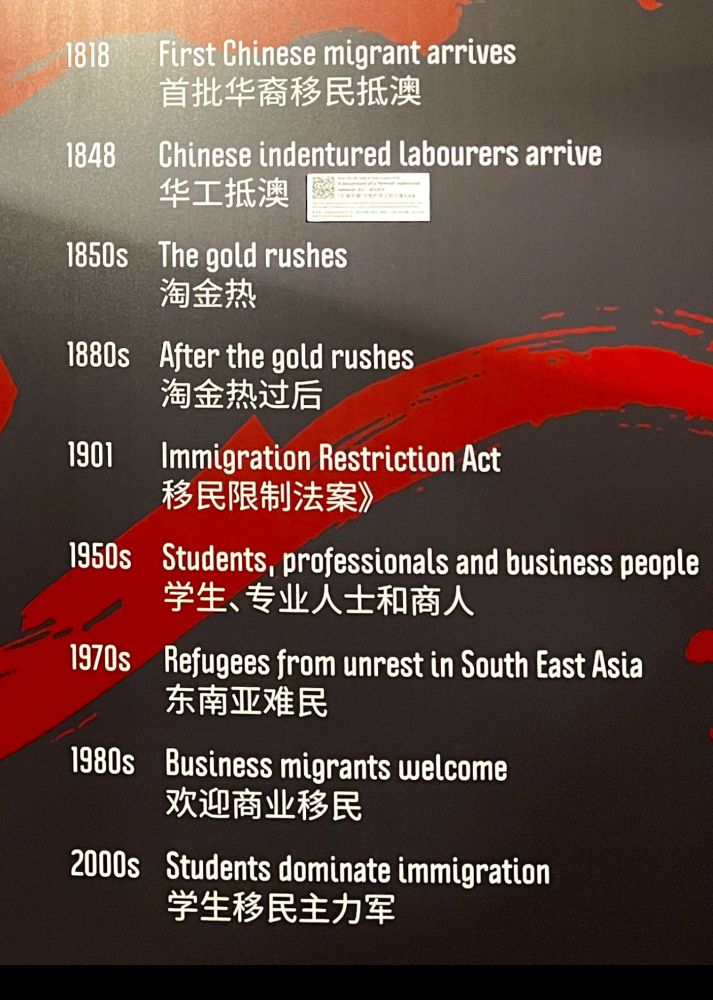 1818 First Chinese migrant arrives
首批华裔移民抵澳
1848 Chinese indentured labourers arrive
华工抵澳
1850s The gold rushes
淘金热
1880s After the gold rushes
淘金热过后
1901 Immigration Restriction Act
移民限制法案》
1950s Students, professionals and business people
学生、专业人士和商人
1970s Refugees from unrest in South East Asia
东南亚难民
1980s Business migrants welcome
欢迎商业移民
2000s Students dominate immigration
学生移民主力军